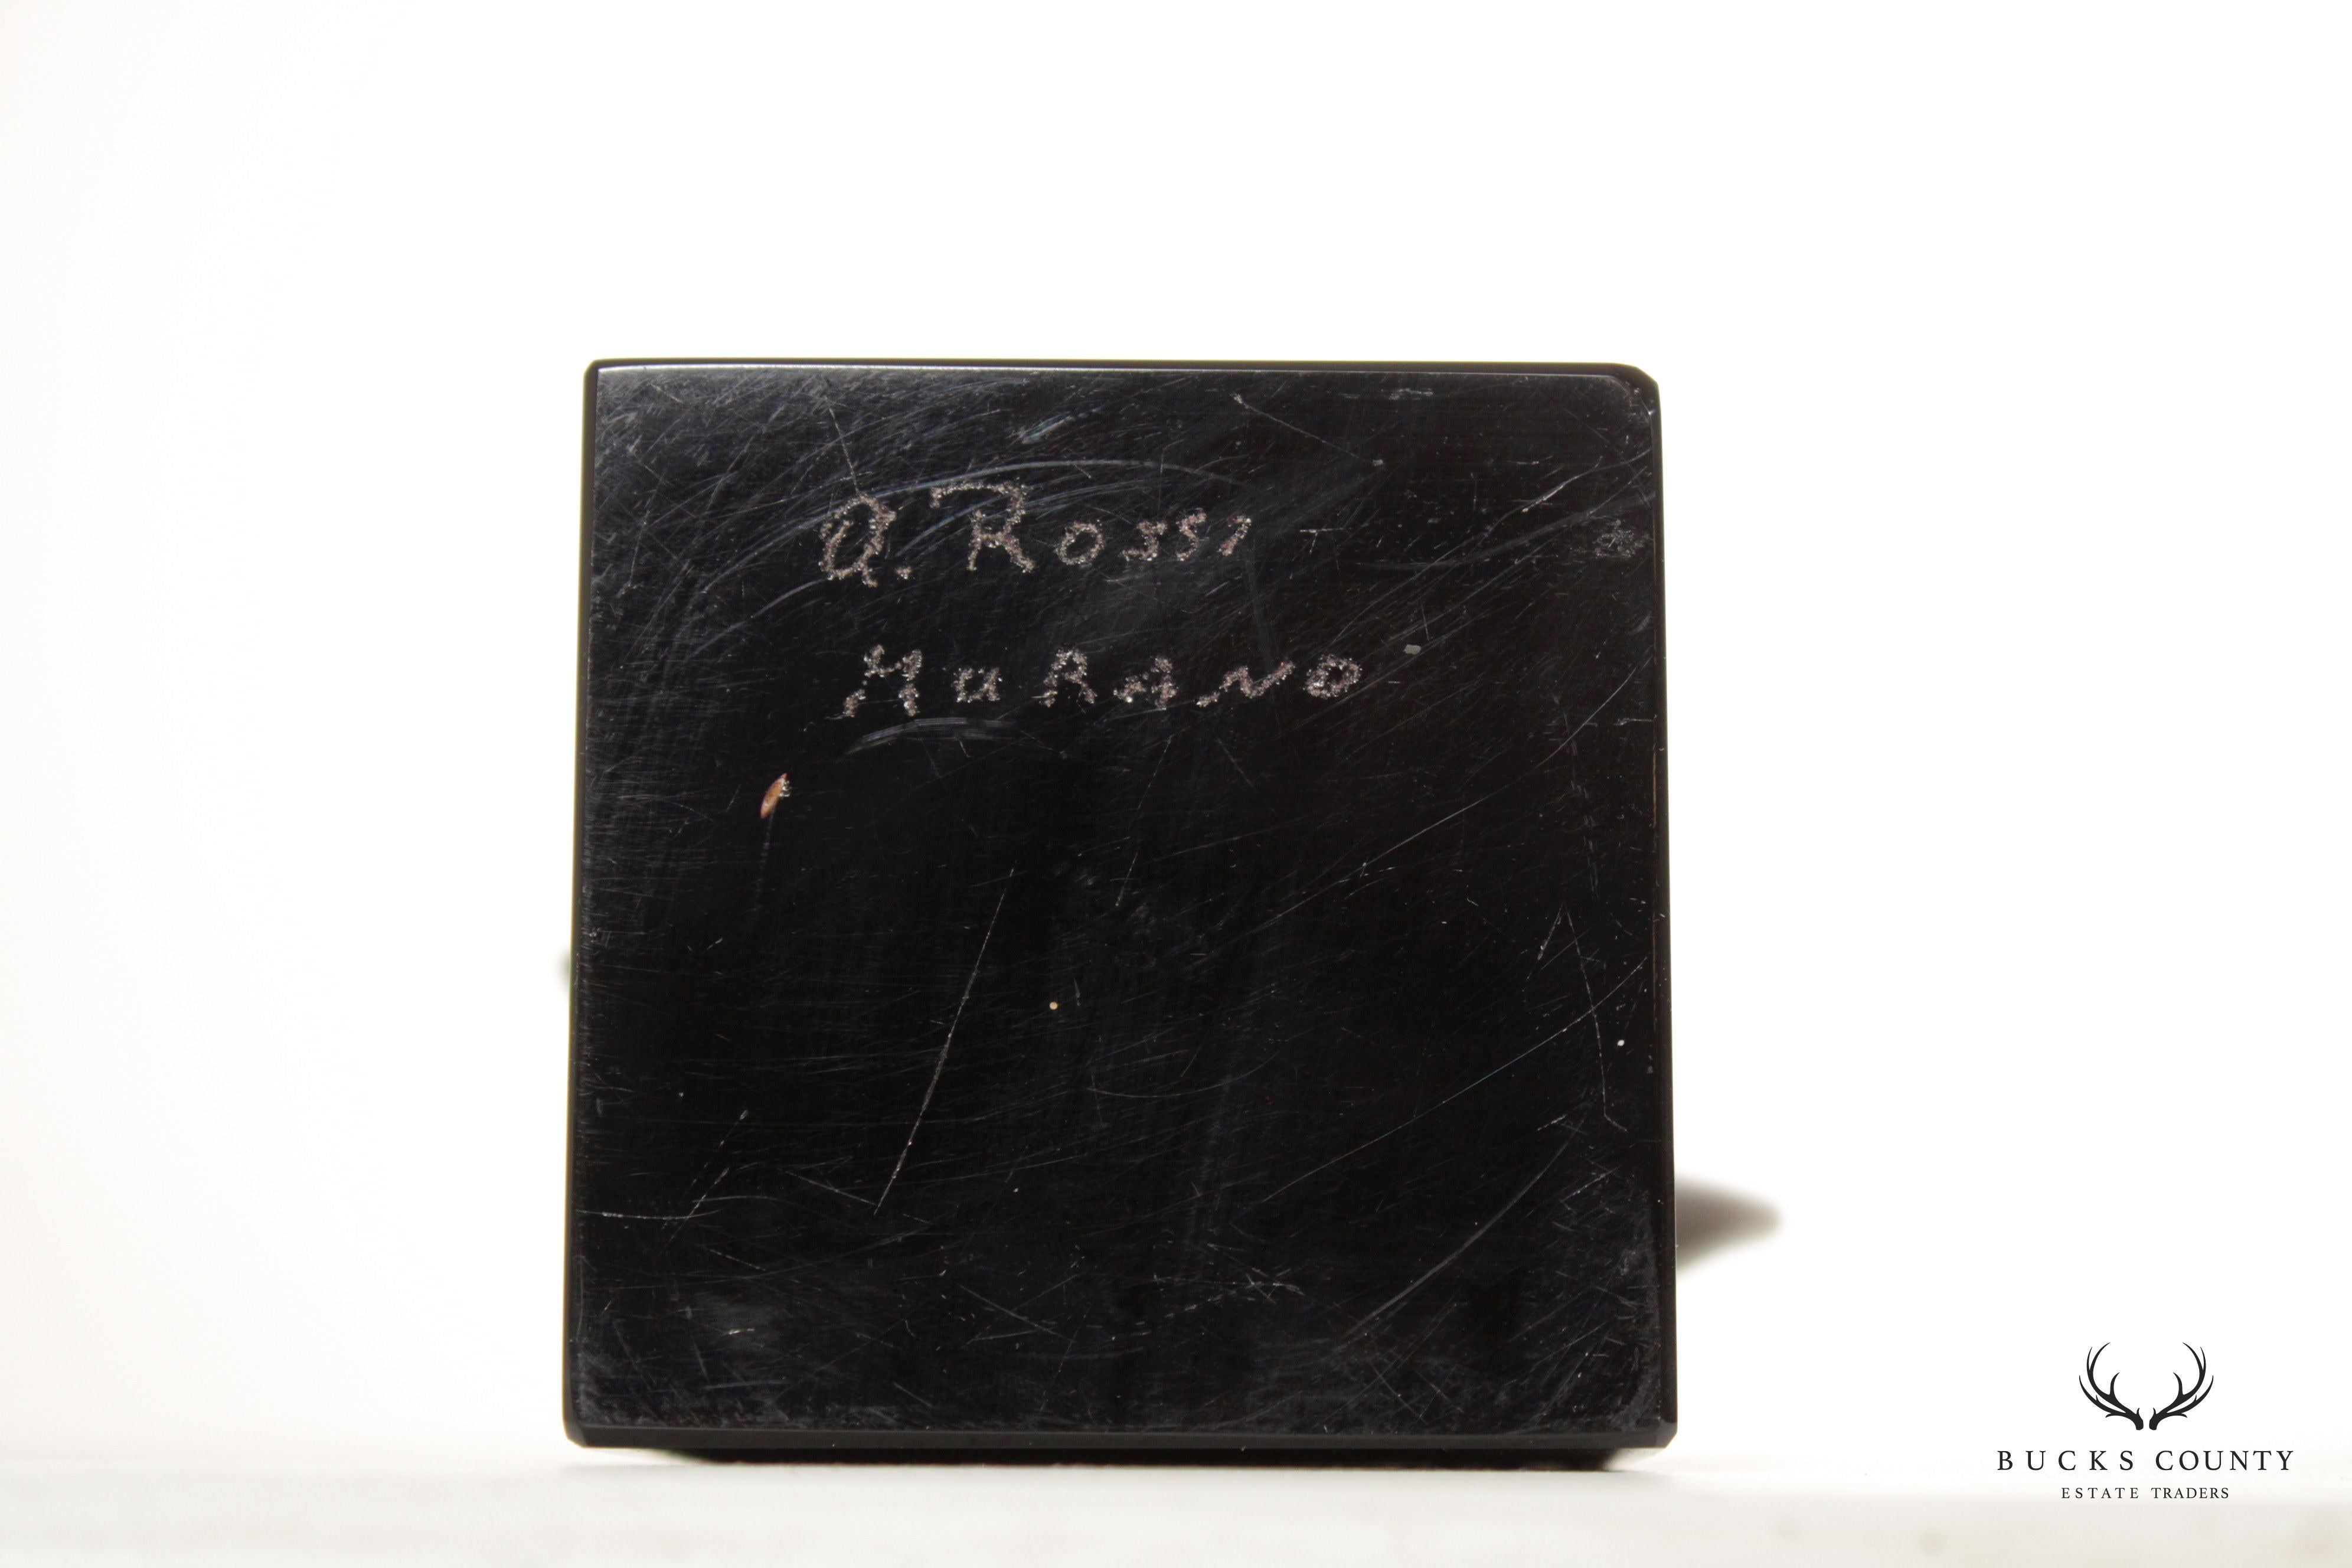 a. Rossi
MuRANO
BUCKS COUNTY
ESTATE TRADERS